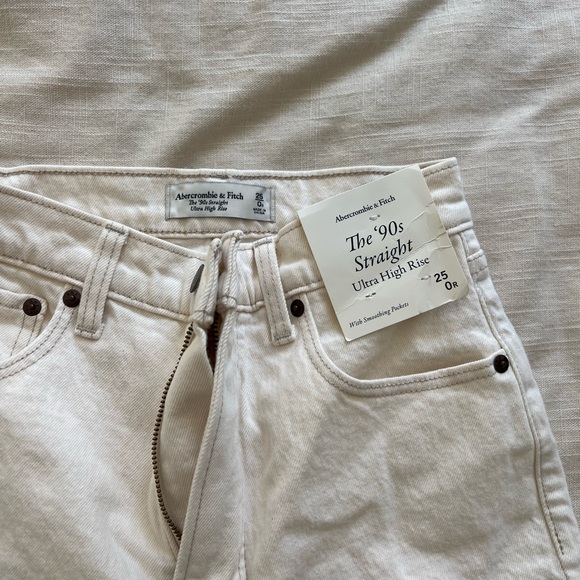 Abercrombie & Fitch
The '90s Straight
Ultra High Rise
25
0R
Abercrombie & Fitch
The '90s
Straight
Ultra High Rise
25
0R
With Smoothing Pockets